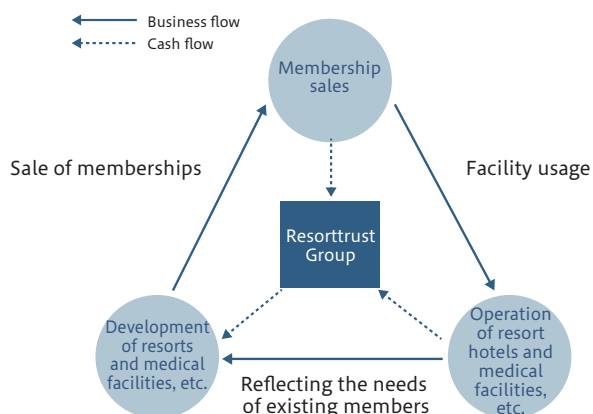 Business flow
Cash flow
Membership
sales
Sale of memberships
Facility usage
Resorttrust
Group
Development
of resorts
and medical
facilities, etc.
Operation
of resort
hotels and
medical
facilities,
etc.
Reflecting the needs
of existing members